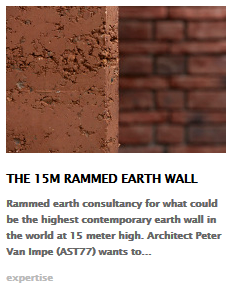 THE 15M RAMMED EARTH WALL
Rammed earth consultancy for what could
be the highest contemporary earth wall in
the world at 15 meter high. Architect Peter
Van Impe (AST77) wants to...
expertise